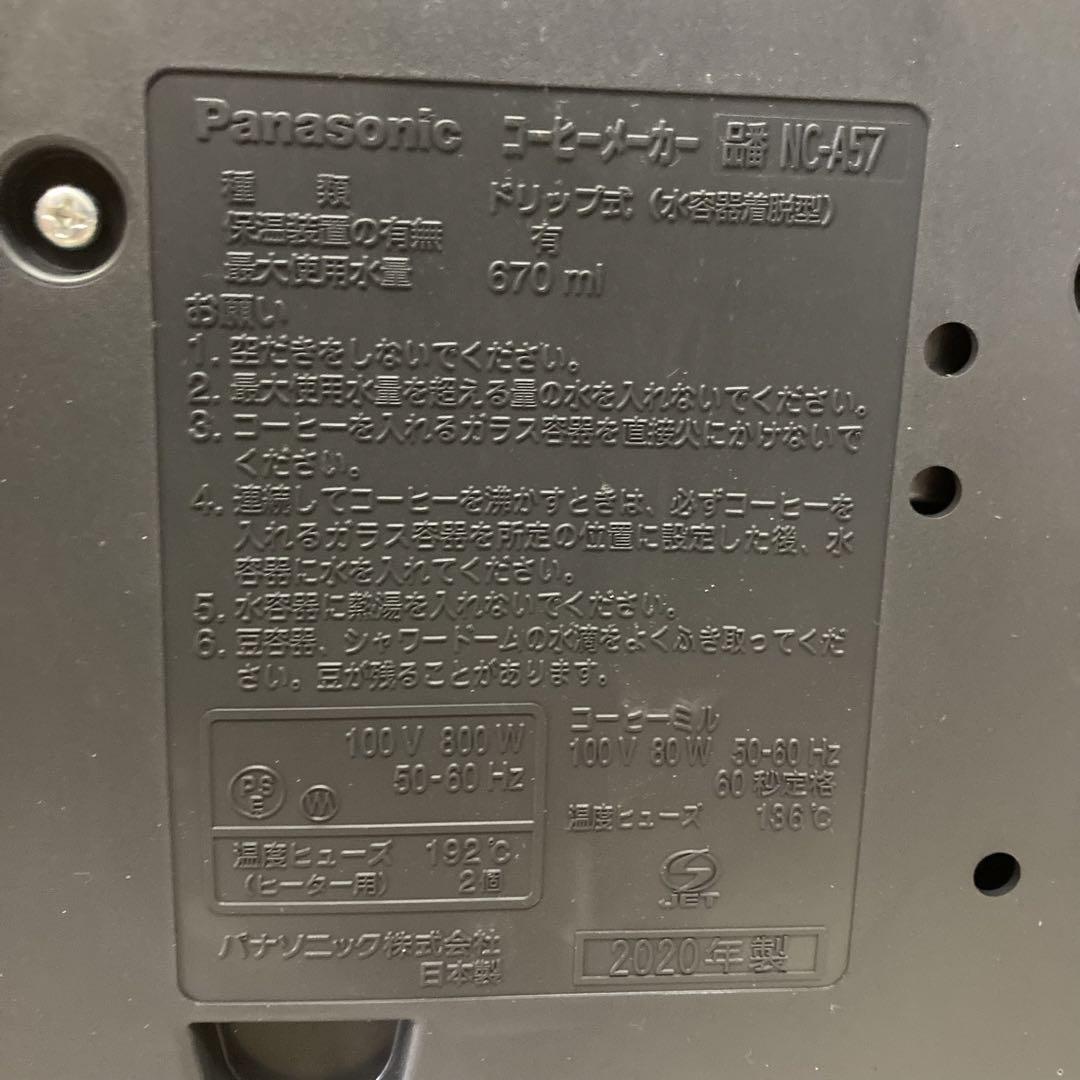 Panasonic コーヒーメーカー 品番 NC-A57
種類 ドリップ式(水容器着脱型)
保温装置の有無 有
最大使用水量 670 ml
お願い
1. 空だきをしないでください。
2. 最大使用水量を超える量の水を入れないでください。
3. コーヒーを入れるガラス容器を直接火にかけないで
ください。
4. 連続してコーヒーを沸かすときは、必ずコーヒーを
入れるガラス容器を所定の位置に設定した後、水
容器に水を入れてください。
5. 水容器に熱湯を入れないでください。
6. 豆容器、シャワードームの水滴をよくふき取ってくだ
さい。豆が残ることがあります。
100V 800W
50-60 Hz
PS
E
温度ヒューズ 192℃
(ヒーター用) 2個
コーヒーミル
100V 80W 50-60 Hz
60秒定格
温度ヒューズ 136℃
JET
パナソニック株式会社
日本製
2020年製